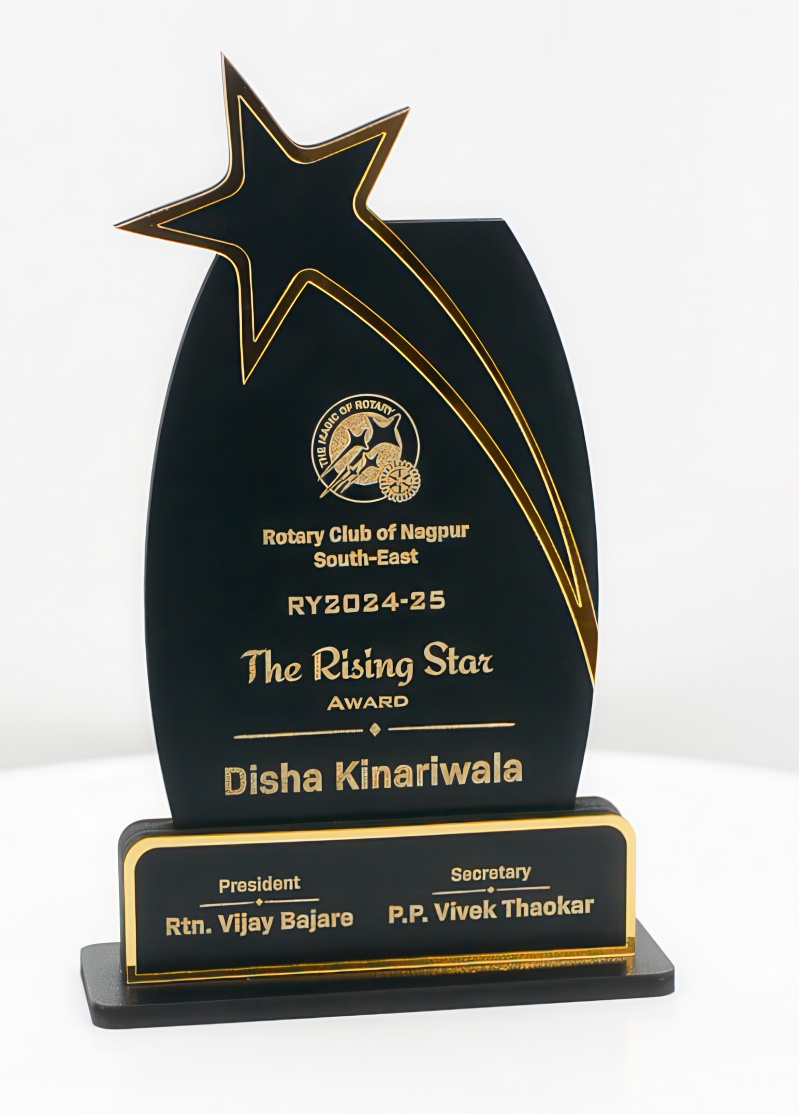 THE MAGIC OF ROTARY
Rotary Club of Nagpur
South-East
RY2024-25
The Rising Star
AWARD
Disha Kinariwala
President
Rtn. Vijay Bajare
Secretary
P.P. Vivek Thaokar